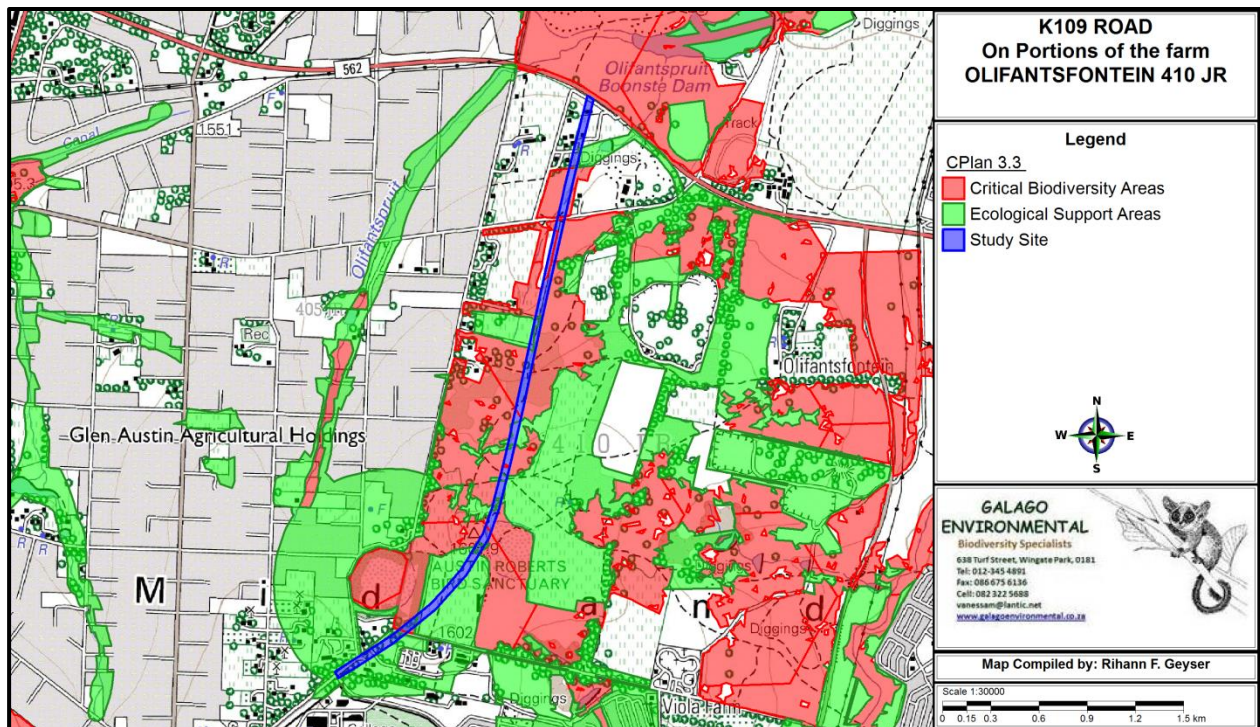 K109 ROAD
On Portions of the farm
OLIFANTSFONTEIN 410 JR
Legend
CPlan 3.3
Critical Biodiversity Areas
Ecological Support Areas
Study Site
N
W E
S
GALAGO
ENVIRONMENTAL
Biodiversity Specialists
638 Turf Street, Wingate Park, 0181
Tel: 012-345 4891
Fax: 086 675 6136
Cell: 082 322 5688
vanessam@lantic.net
www.galagoenvironmental.co.za
Map Compiled by: Rihann F. Geyser
Scale 1:30000
0 0.15 0.3 0.6 0.9 1.2 1.5 km
Diggings
Diggings
562
Olifantspruit
Boonste Dam
Canal
1551
F
R
Track
Diggings
Olifantspruit
R
Rec
R
Olifantsfontein
Glen Austin Agricultural Holdings
410 JR
F
R
R
AUSTIN ROBERTS
BIRD SANCTUARY
Diggings
M i d r a n d
1602
Diggings
Diggings
Viola Farm